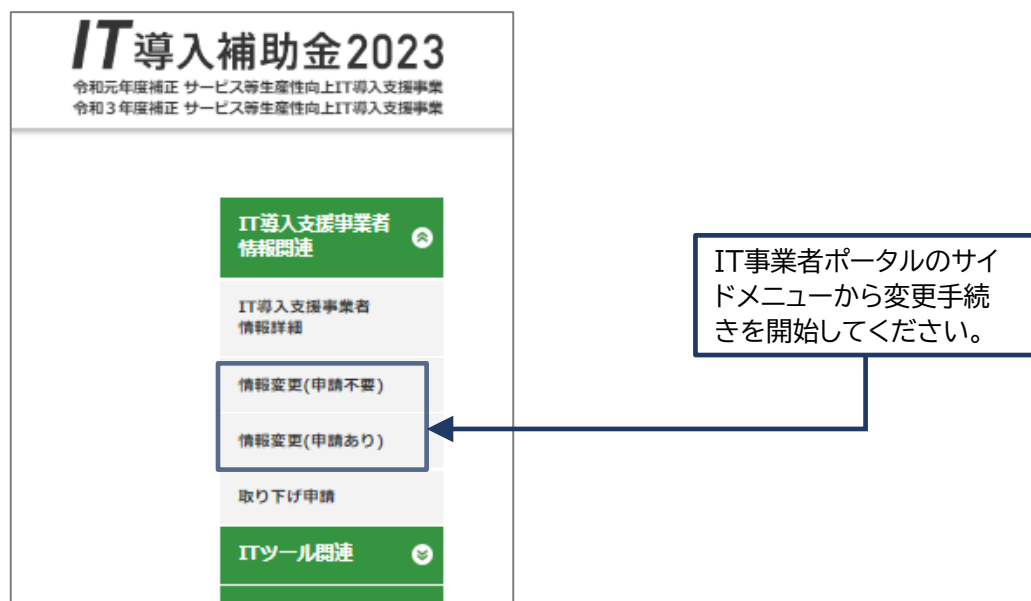 IT導入補助金2023
令和元年度補正 サービス等生産性向上IT導入支援事業
令和３年度補正 サービス等生産性向上IT導入支援事業
IT導入支援事業者
情報関連
IT導入支援事業者
情報詳細
情報変更(申請不要)
情報変更(申請あり)
取り下げ申請
ITツール関連
IT事業者ポータルのサイ
ドメニューから変更手続
きを開始してください。